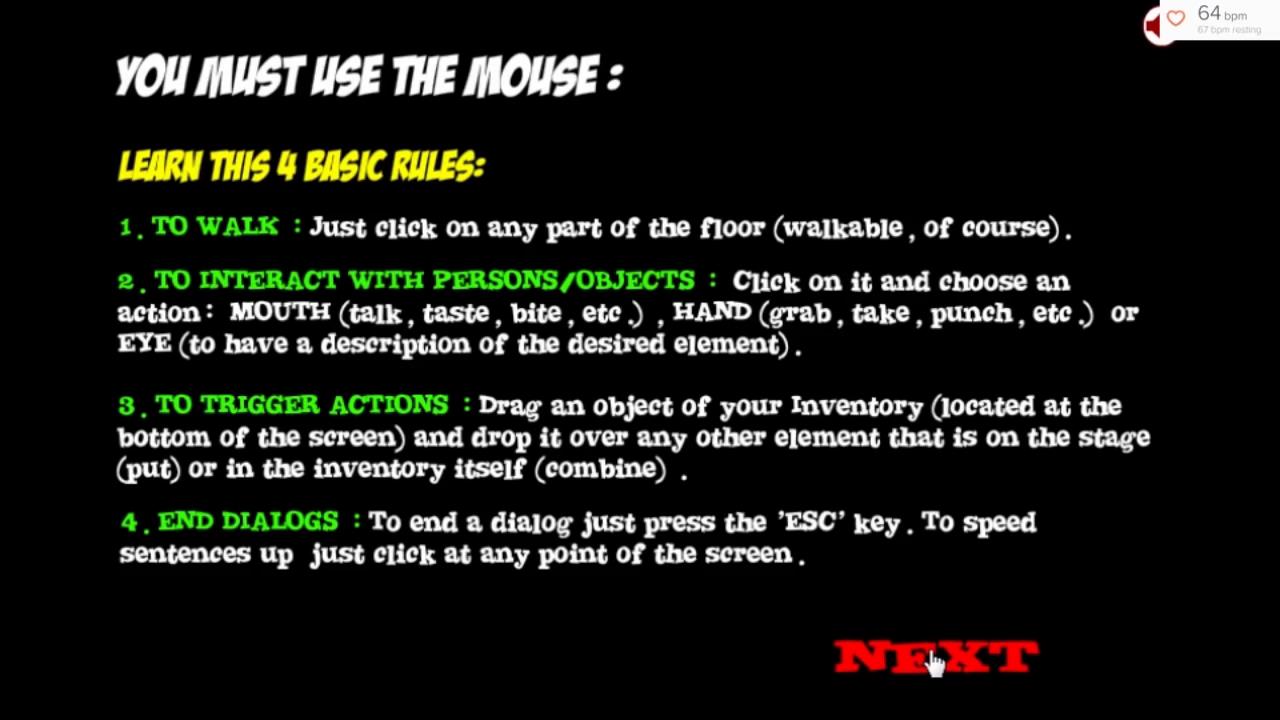 64 bpm
67 bpm resting
YOU MUST USE THE MOUSE :
LEARN THIS 4 BASIC RULES:
1. TO WALK : Just click on any part of the floor (walkable, of course).
2. TO INTERACT WITH PERSONS/OBJECTS : Click on it and choose an
action: MOUTH (talk, taste, bite, etc.) , HAND (grab, take, punch, etc.) or
EYE (to have a description of the desired element).
3. TO TRIGGER ACTIONS : Drag an object of your Inventory (located at the
bottom of the screen) and drop it over any other element that is on the stage
(put) or in the inventory itself (combine) .
4. END DIALOGS : To end a dialog just press the 'ESC' key. To speed
sentences up just click at any point of the screen.
NEXT